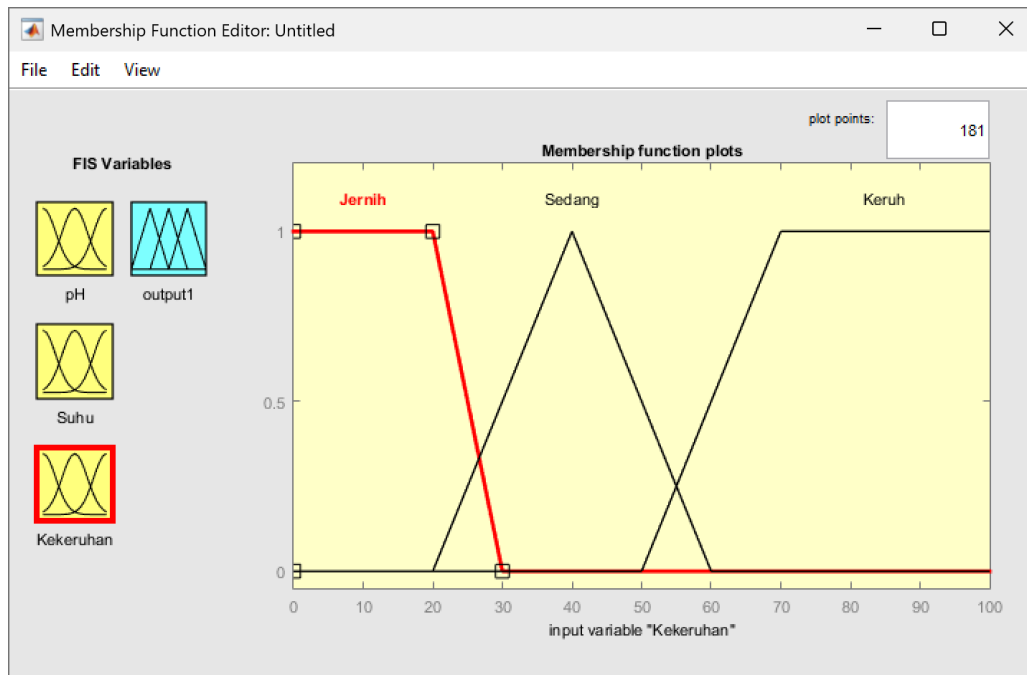 Membership Function Editor: Untitled
File Edit View
plot points: 181
FIS Variables
Membership function plots
pH output1
Suhu
Kekeruhan
Jernih Sedang Keruh
1
0.5
0
0 10 20 30 40 50 60 70 80 90 100
input variable "Kekeruhan"